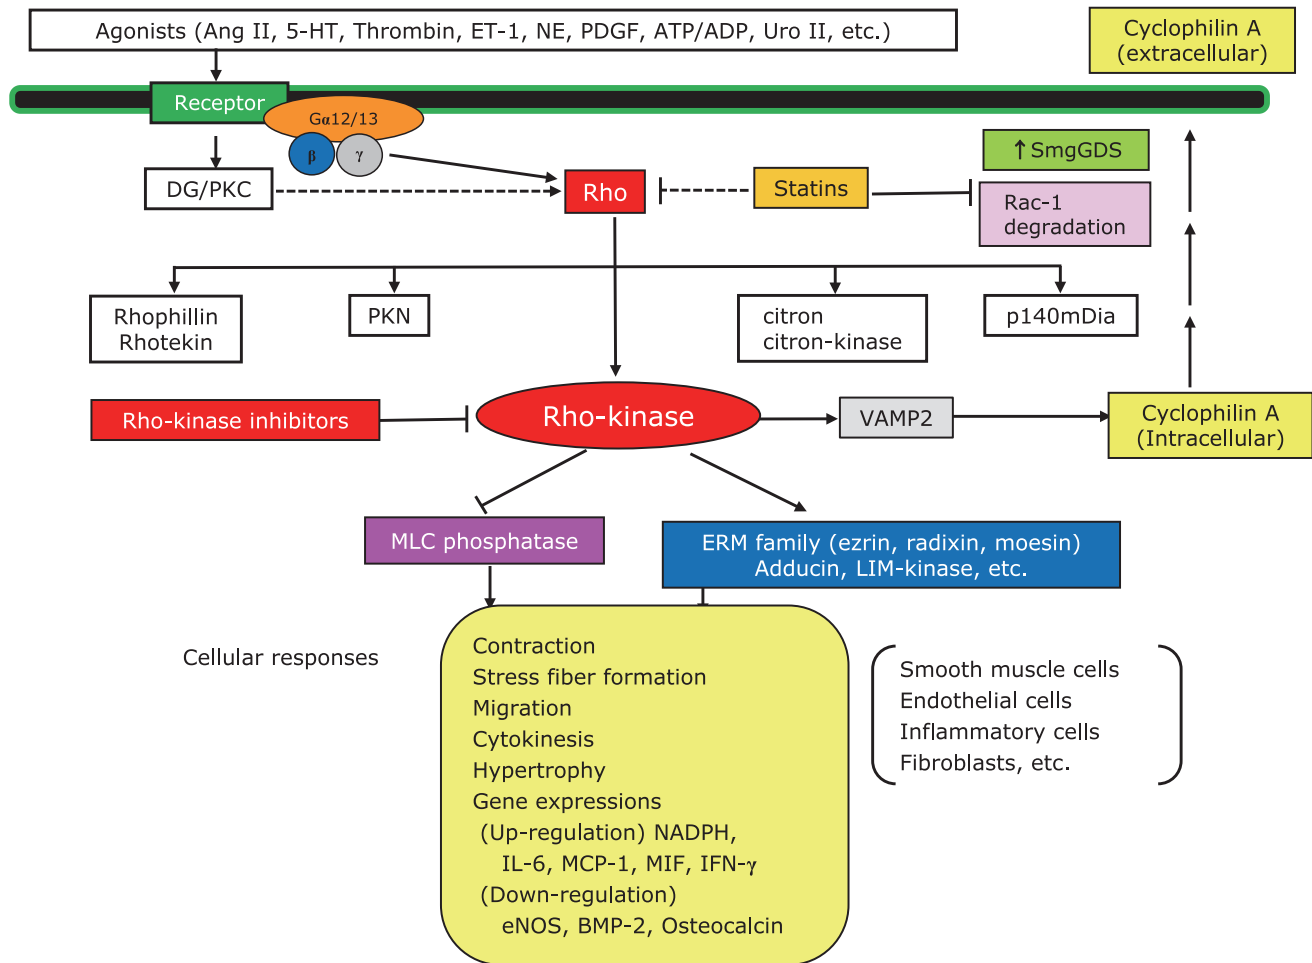 Agonists (Ang II, 5-HT, Thrombin, ET-1, NE, PDGF, ATP/ADP, Uro II, etc.)
Cyclophilin A
(extracellular)
Receptor
Gα12/13
β
γ
↑SmgGDS
DG/PKC
Rho
Statins
Rac-1
degradation
Rhophillin
Rhotekin
PKN
citron
citron-kinase
p140mDia
Rho-kinase inhibitors
Rho-kinase
VAMP2
Cyclophilin A
(Intracellular)
MLC phosphatase
ERM family (ezrin, radixin, moesin)
Adducin, LIM-kinase, etc.
Cellular responses
Contraction
Stress fiber formation
Migration
Cytokinesis
Hypertrophy
Gene expressions
(Up-regulation) NADPH,
IL-6, MCP-1, MIF, IFN-γ
(Down-regulation)
eNOS, BMP-2, Osteocalcin
Smooth muscle cells
Endothelial cells
Inflammatory cells
Fibroblasts, etc.